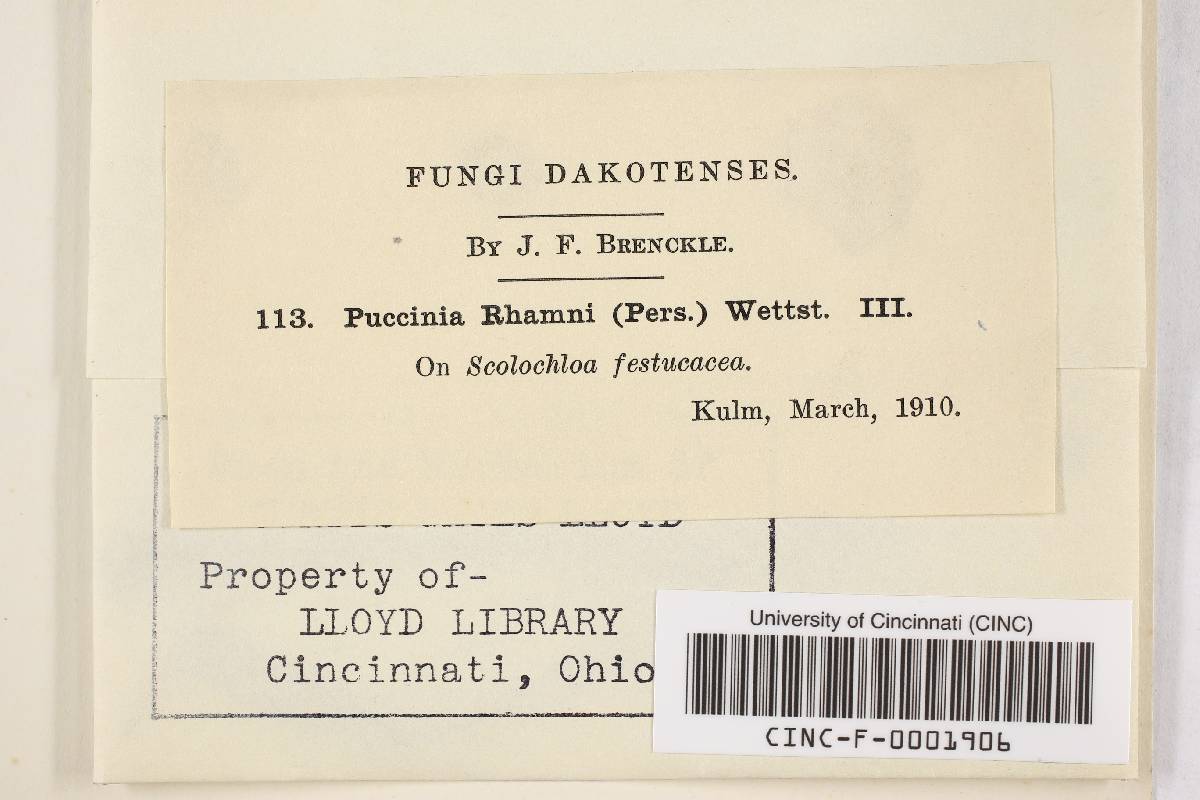 FUNGI DAKOTENSES.
By J. F. Brenckle.
113. Puccinia Rhamni (Pers.) Wettst. III.
On Scolochloa festucacea.
Kulm, March, 1910.
LLOYD
Property of-
LLOYD LIBRARY
Cincinnati, Ohio
University of Cincinnati (CINC)
CINC-F-0001906